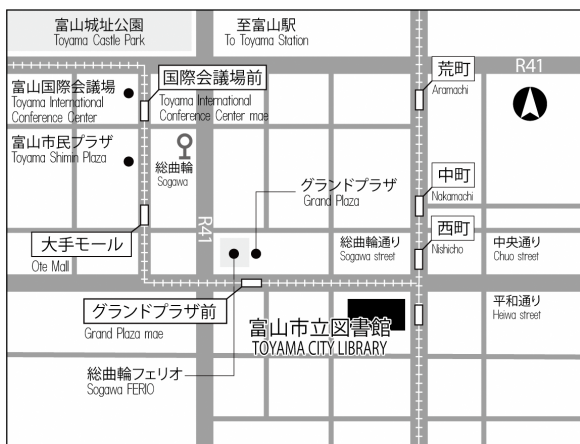 富山城址公園
Toyama Castle Park
至富山駅
To Toyama Station
荒町
Aramachi
R41
国際会議場前
Toyama International
Conference Center mae
富山国際会議場
Toyama International
Conference Center
富山市民プラザ
Toyama Shimin Plaza
総曲輪
Sogawa
グランドプラザ
Grand Plaza
中町
Nakamachi
R41
大手モール
Ote Mall
総曲輪通り
Sogawa street
西町
Nishicho
中央通り
Chuo street
グランドプラザ前
Grand Plaza mae
平和通り
Heiwa street
富山市立図書館
TOYAMA CITY LIBRARY
総曲輪フェリオ
Sogawa FERIO